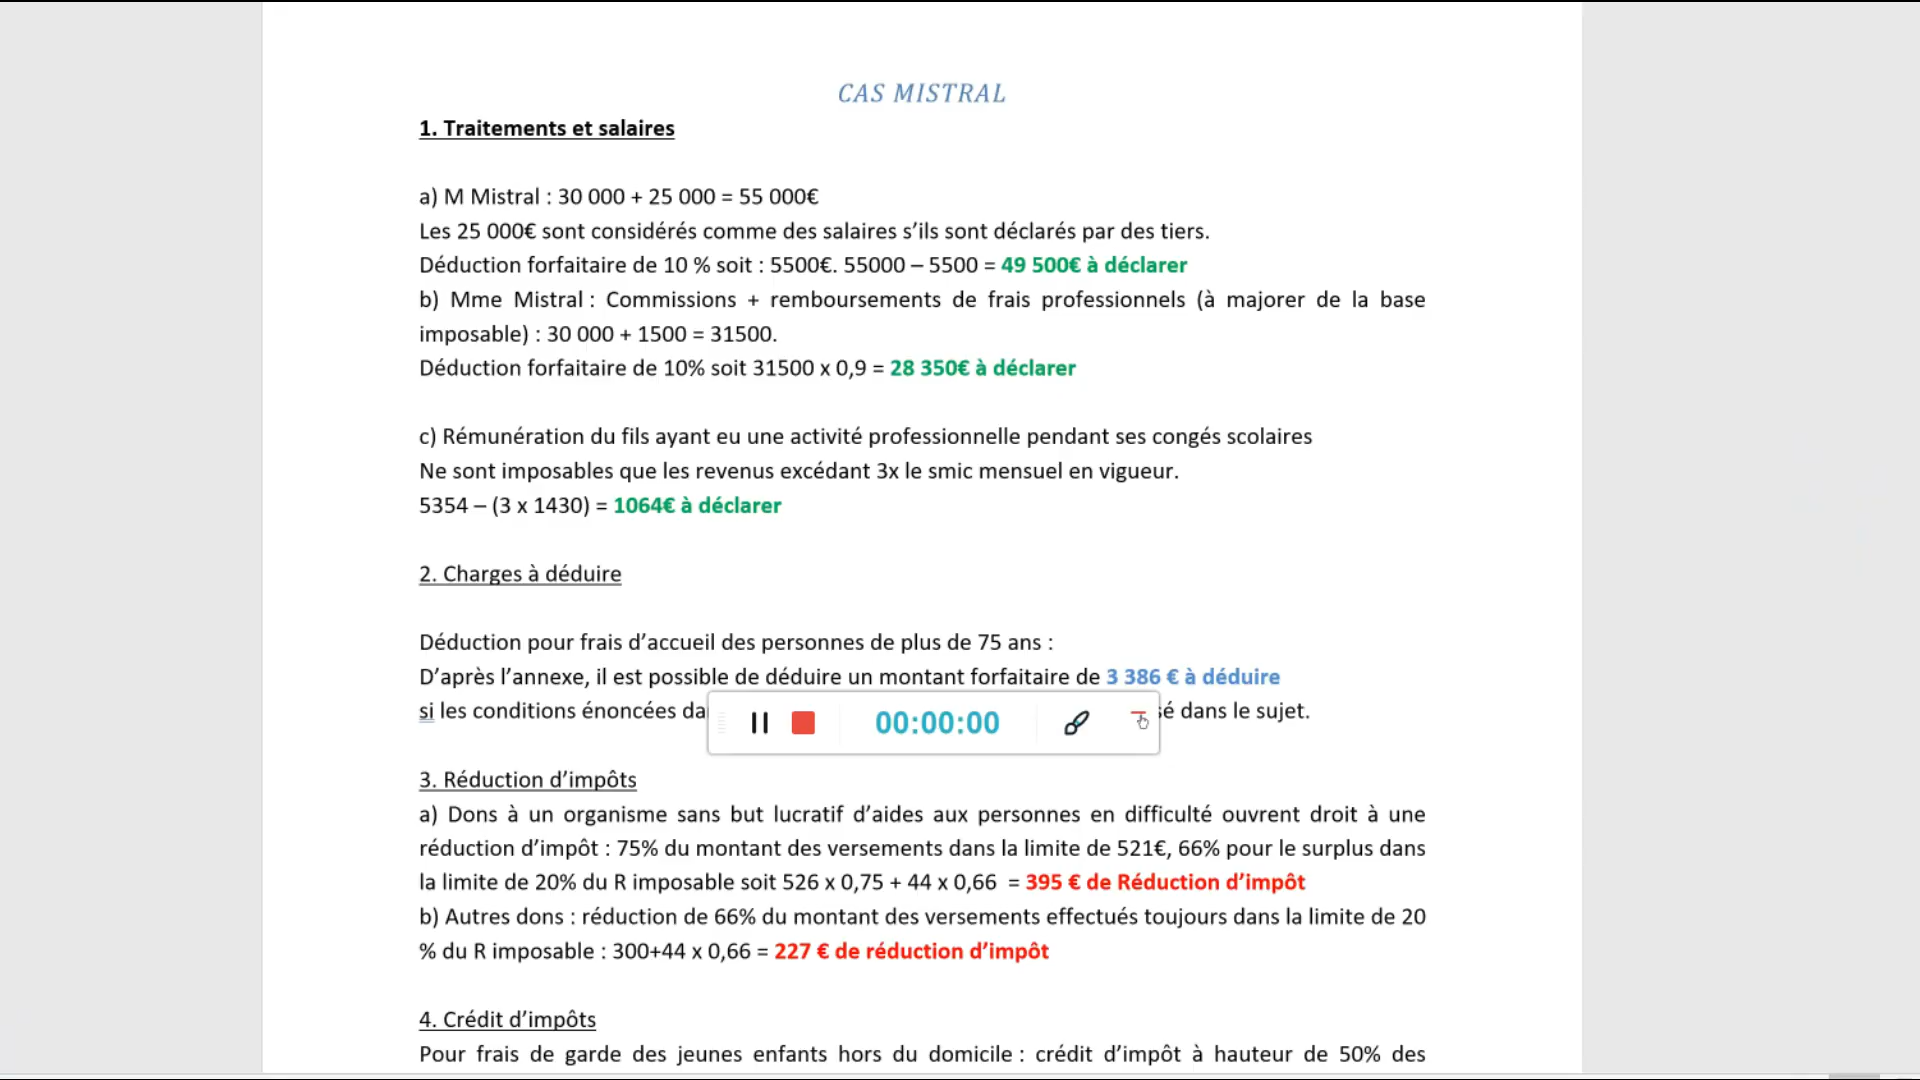 CAS MISTRAL
1. Traitements et salaires
a) M Mistral : 30 000 + 25 000 = 55 000€
Les 25 000€ sont considérés comme des salaires s’ils sont déclarés par des tiers.
Déduction forfaitaire de 10 % soit : 5500€. 55000 – 5500 = 49 500€ à déclarer
b) Mme Mistral : Commissions + remboursements de frais professionnels (à majorer de la base
imposable) : 30 000 + 1500 = 31500.
Déduction forfaitaire de 10% soit 31500 x 0,9 = 28 350€ à déclarer
c) Rémunération du fils ayant eu une activité professionnelle pendant ses congés scolaires
Ne sont imposables que les revenus excédant 3x le smic mensuel en vigueur.
5354 – (3 x 1430) = 1064€ à déclarer
2. Charges à déduire
Déduction pour frais d’accueil des personnes de plus de 75 ans :
D’après l’annexe, il est possible de déduire un montant forfaitaire de 3 386 € à déduire
si les conditions énoncées da sé dans le sujet.
00:00:00
3. Réduction d’impôts
a) Dons à un organisme sans but lucratif d’aides aux personnes en difficulté ouvrent droit à une
réduction d’impôt : 75% du montant des versements dans la limite de 521€, 66% pour le surplus dans
la limite de 20% du R imposable soit 526 x 0,75 + 44 x 0,66 = 395 € de Réduction d’impôt
b) Autres dons : réduction de 66% du montant des versements effectués toujours dans la limite de 20
% du R imposable : 300+44 x 0,66 = 227 € de réduction d’impôt
4. Crédit d’impôts
Pour frais de garde des jeunes enfants hors du domicile : crédit d’impôt à hauteur de 50% des